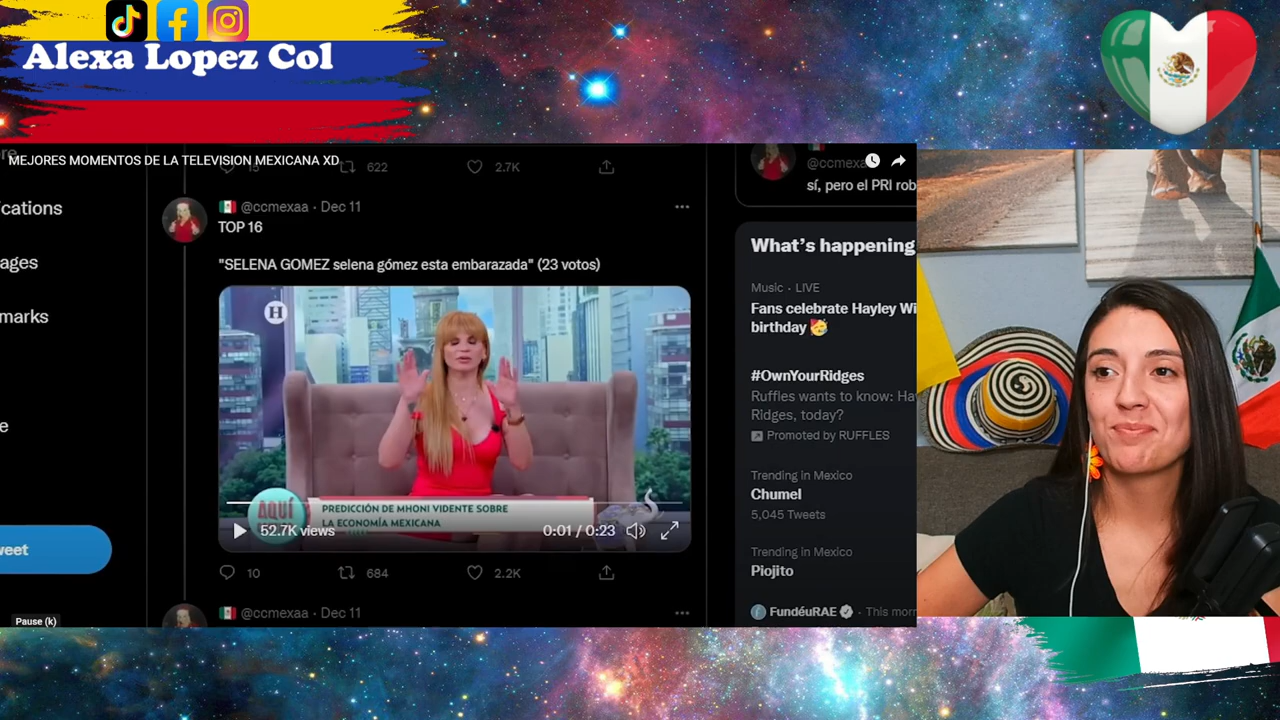 Alexa Lopez Col
MEJORES MOMENTOS DE LA TELEVISION MEXICANA XD
15
622
2.7K
@ccmexaa
sí, pero el PRI rob
cations
ages
marks
e
weet
@ccmexaa · Dec 11
TOP 16
"SELENA GOMEZ selena gómez esta embarazada" (23 votos)
H
AQUÍ
PREDICCIÓN DE MHONI VIDENTE SOBRE
LA ECONOMÍA MEXICANA
52.7K views
0:01 / 0:23
10
684
2.2K
@ccmexaa · Dec 11
What's happening
Music · LIVE
Fans celebrate Hayley Wi
birthday 🥳
#OwnYourRidges
Ruffles wants to know: Ha
Ridges, today?
Promoted by RUFFLES
Trending in Mexico
Chumel
5,045 Tweets
Trending in Mexico
Piojito
FundéuRAE · This morn
Pause (k)